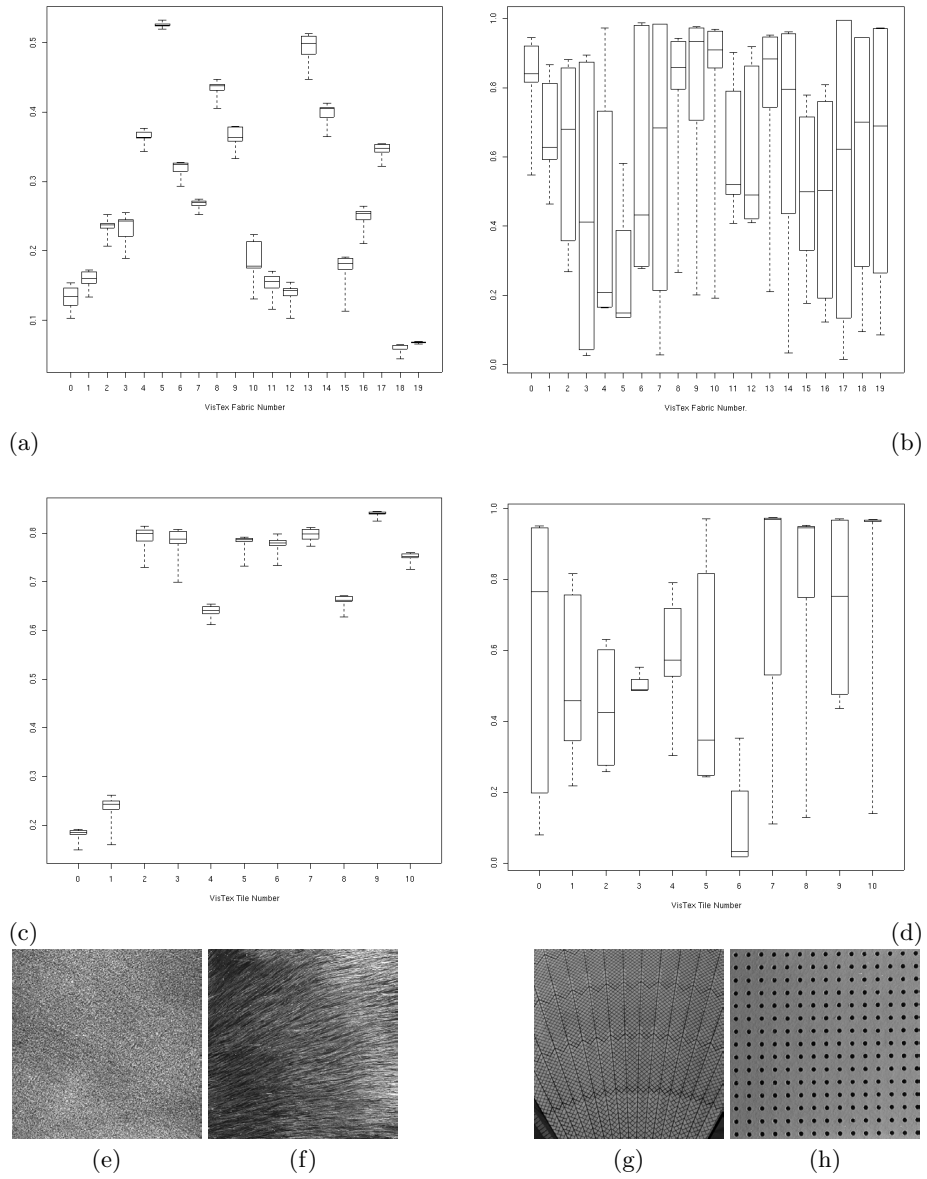 0.5
0.4
0.3
0.2
0.1
0 1 2 3 4 5 6 7 8 9 10 11 12 13 14 15 16 17 18 19
VisTex Fabric Number
(a)
1.0
0.8
0.6
0.4
0.2
0.0
0 1 2 3 4 5 6 7 8 9 10 11 12 13 14 15 16 17 18 19
VisTex Fabric Number.
(b)
0.8
0.7
0.6
0.5
0.4
0.3
0.2
0 1 2 3 4 5 6 7 8 9 10
VisTex Tile Number
(c)
1.0
0.8
0.6
0.4
0.2
0.0
0 1 2 3 4 5 6 7 8 9 10
VisTex Tile Number
(d)
(e) (f) (g) (h)